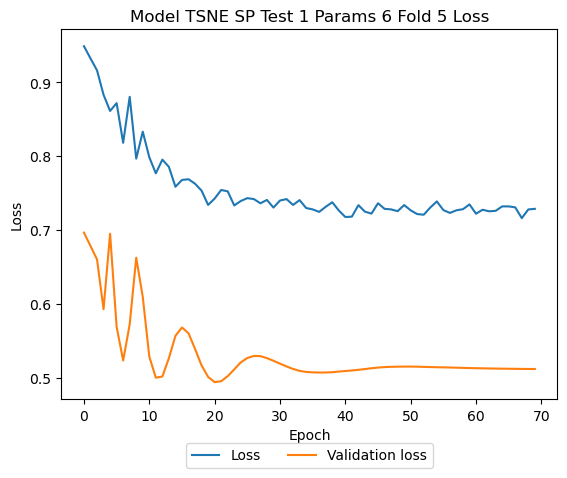 Model TSNE SP Test 1 Params 6 Fold 5 Loss
Loss
0.9
0.8
0.7
0.6
0.5
0 10 20 30 40 50 60 70
Epoch
Loss Validation loss